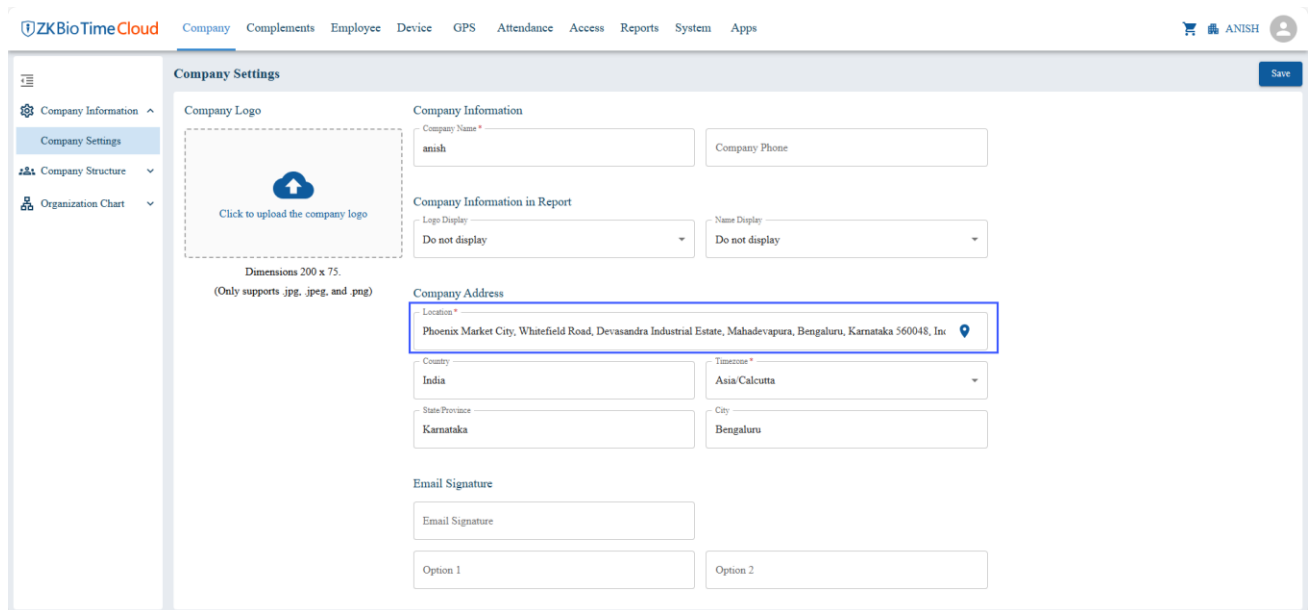 ZKBioTime Cloud Company Complements Employee Device GPS Attendance Access Reports System Apps ANISH
Company Settings Save
Company Information
Company Settings
Company Structure
Organization Chart
Company Logo
Click to upload the company logo
Dimensions 200 x 75.
(Only supports .jpg, .jpeg, and .png)
Company Information
Company Name *
anish
Company Phone
Company Information in Report
Logo Display
Do not display
Name Display
Do not display
Company Address
Location *
Phoenix Market City, Whitefield Road, Devasandra Industrial Estate, Mahadevapura, Bengaluru, Karnataka 560048, Inc
Country
India
Timezone *
Asia/Calcutta
State/Province
Karnataka
City
Bengaluru
Email Signature
Email Signature
Option 1
Option 2